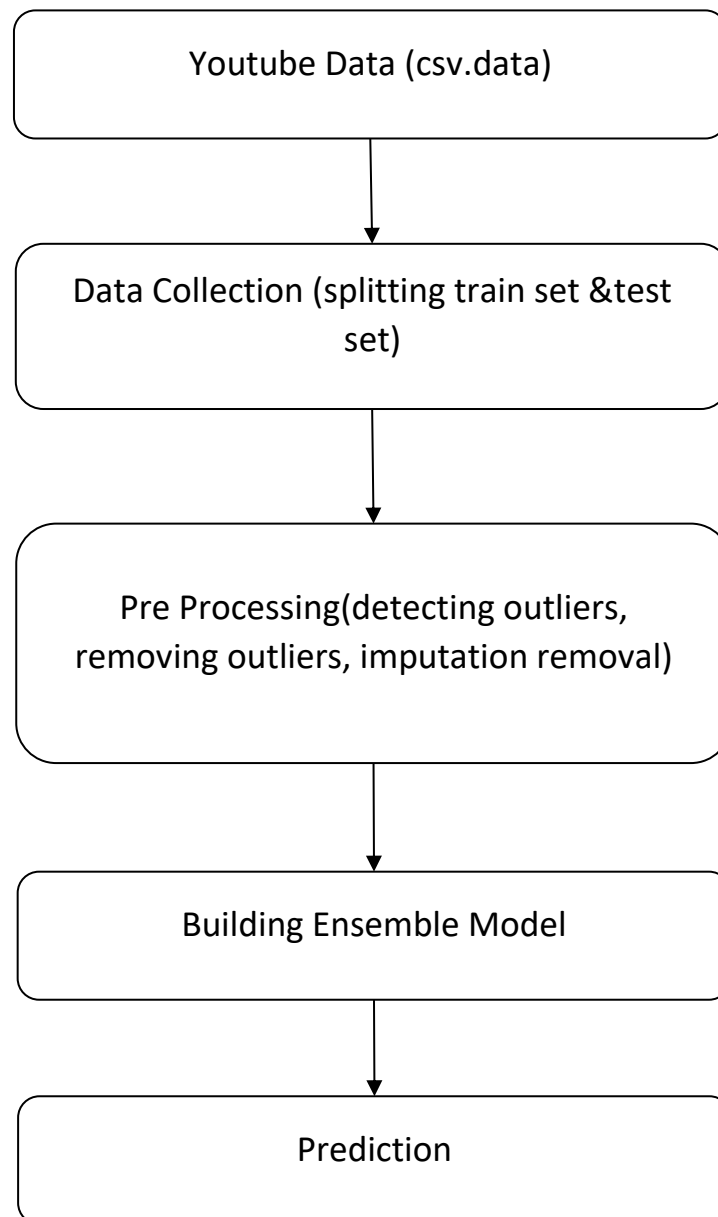 Youtube Data (csv.data)
Data Collection (splitting train set &test
set)
Pre Processing(detecting outliers,
removing outliers, imputation removal)
Building Ensemble Model
Prediction